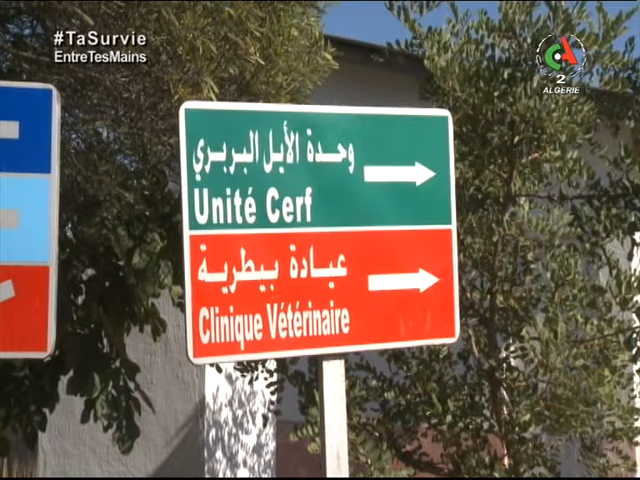 #TaSurvie
EntreTesMains
2
ALGERIE
وحدة الأيل البربري
Unité Cerf
عيادة بيطرية
Clinique Vétérinaire